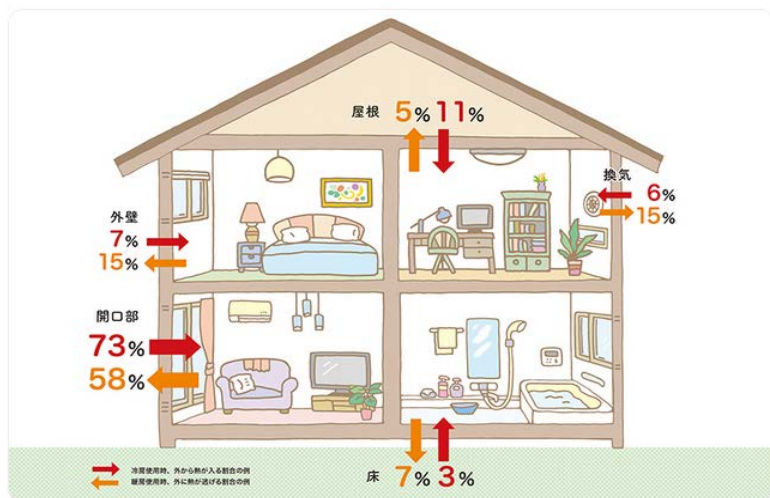 屋根 5% 11%
換気
6%
15%
外壁
7%
15%
開口部
73%
58%
床 7% 3%
冷房使用時、外から熱が入る割合の例
暖房使用時、外に熱が逃げる割合の例